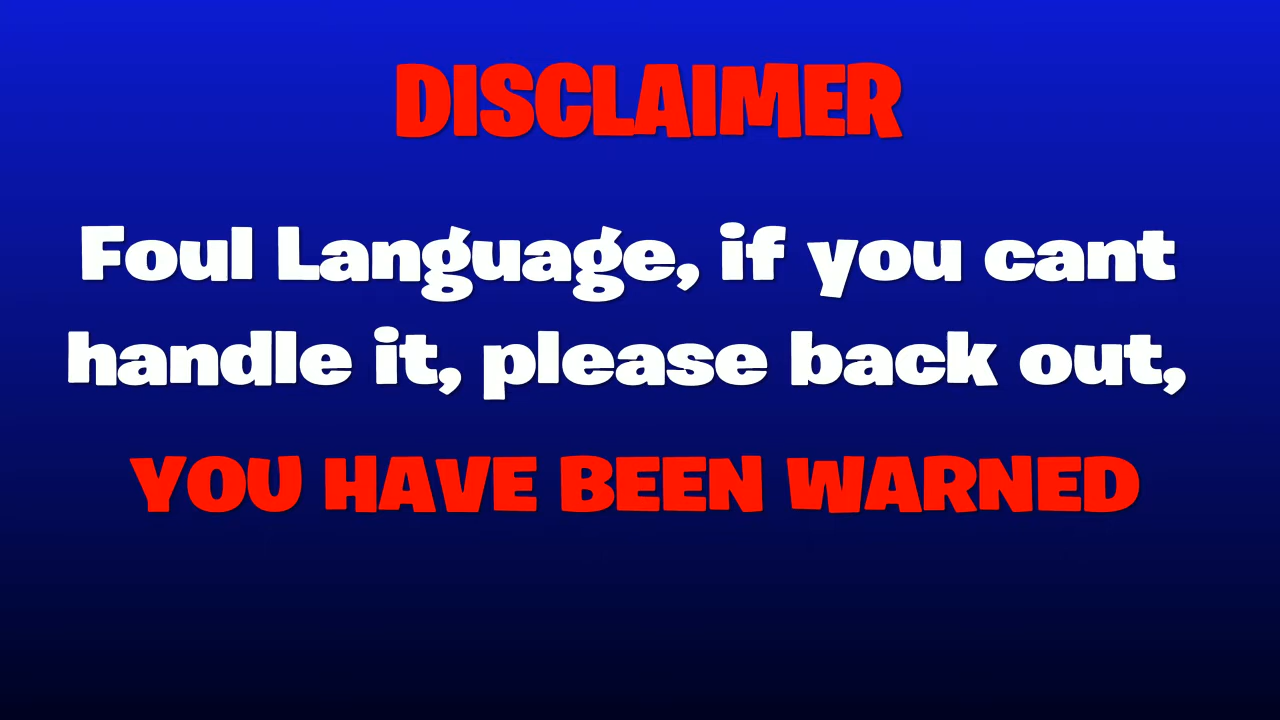 DISCLAIMER
Foul Language, if you cant
handle it, please back out,
YOU HAVE BEEN WARNED